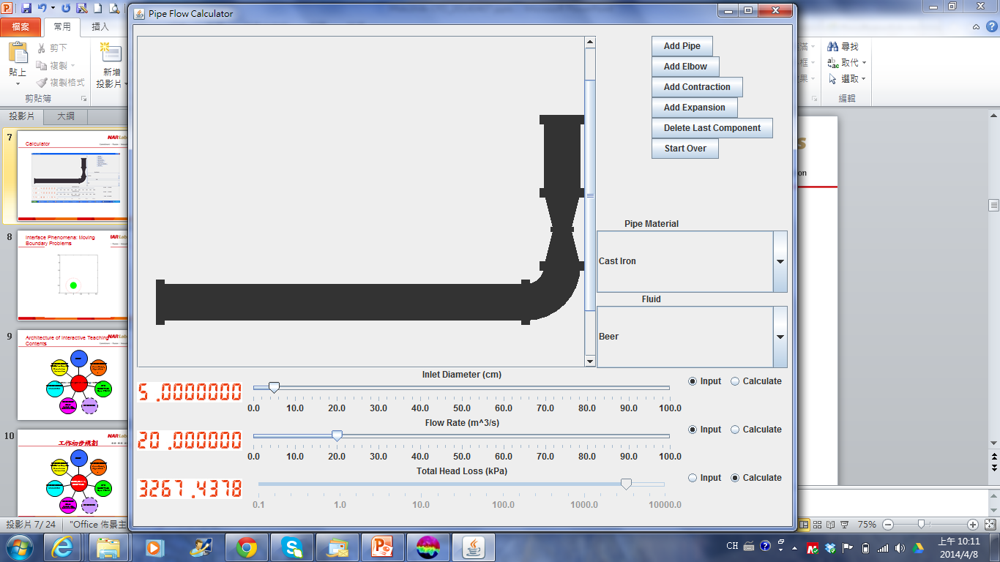 Pipe Flow Calculator
檔案
常用
插入
貼上
剪下
複製
複製格式
新增
投影片
剪貼簿
尋找
取代
選取
編輯
投影片
大綱
7
Calculator
8
Interface Phenomena: Moving
Boundary Problems
9
Architecture of Interactive Teaching
Contents
10
Add Pipe
Add Elbow
Add Contraction
Add Expansion
Delete Last Component
Start Over
Pipe Material
Cast Iron
Fluid
Beer
Inlet Diameter (cm)
5.0000000
0.0 10.0 20.0 30.0 40.0 50.0 60.0 70.0 80.0 90.0 100.0
Input Calculate
Flow Rate (m^3/s)
20.000000
0.0 10.0 20.0 30.0 40.0 50.0 60.0 70.0 80.0 90.0 100.0
Input Calculate
Total Head Loss (kPa)
3267.4378
0.1 1.0 10.0 100.0 1000.0 10000.0
Input Calculate
投影片 7/ 24
"Office 佈景主
75%
CH
上午 10:11
2014/4/8